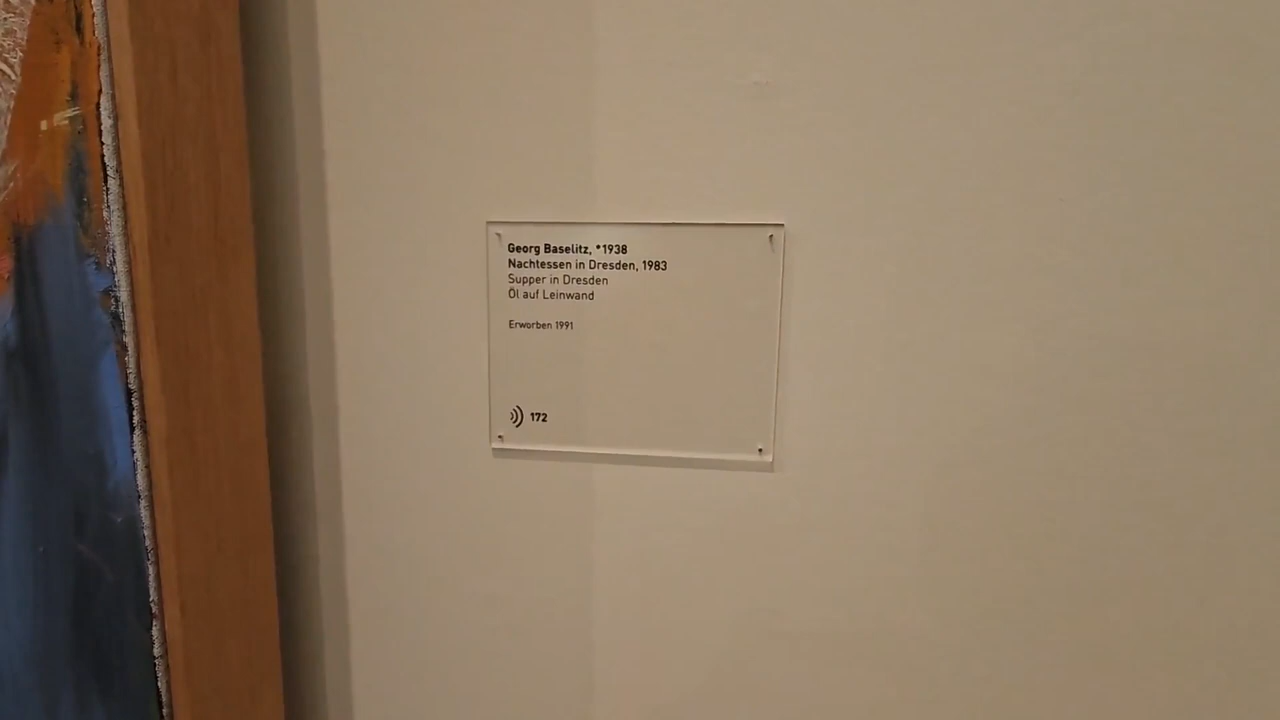 Georg Baselitz, *1938
Nachtessen in Dresden, 1983
Supper in Dresden
Öl auf Leinwand
Erworben 1991
172